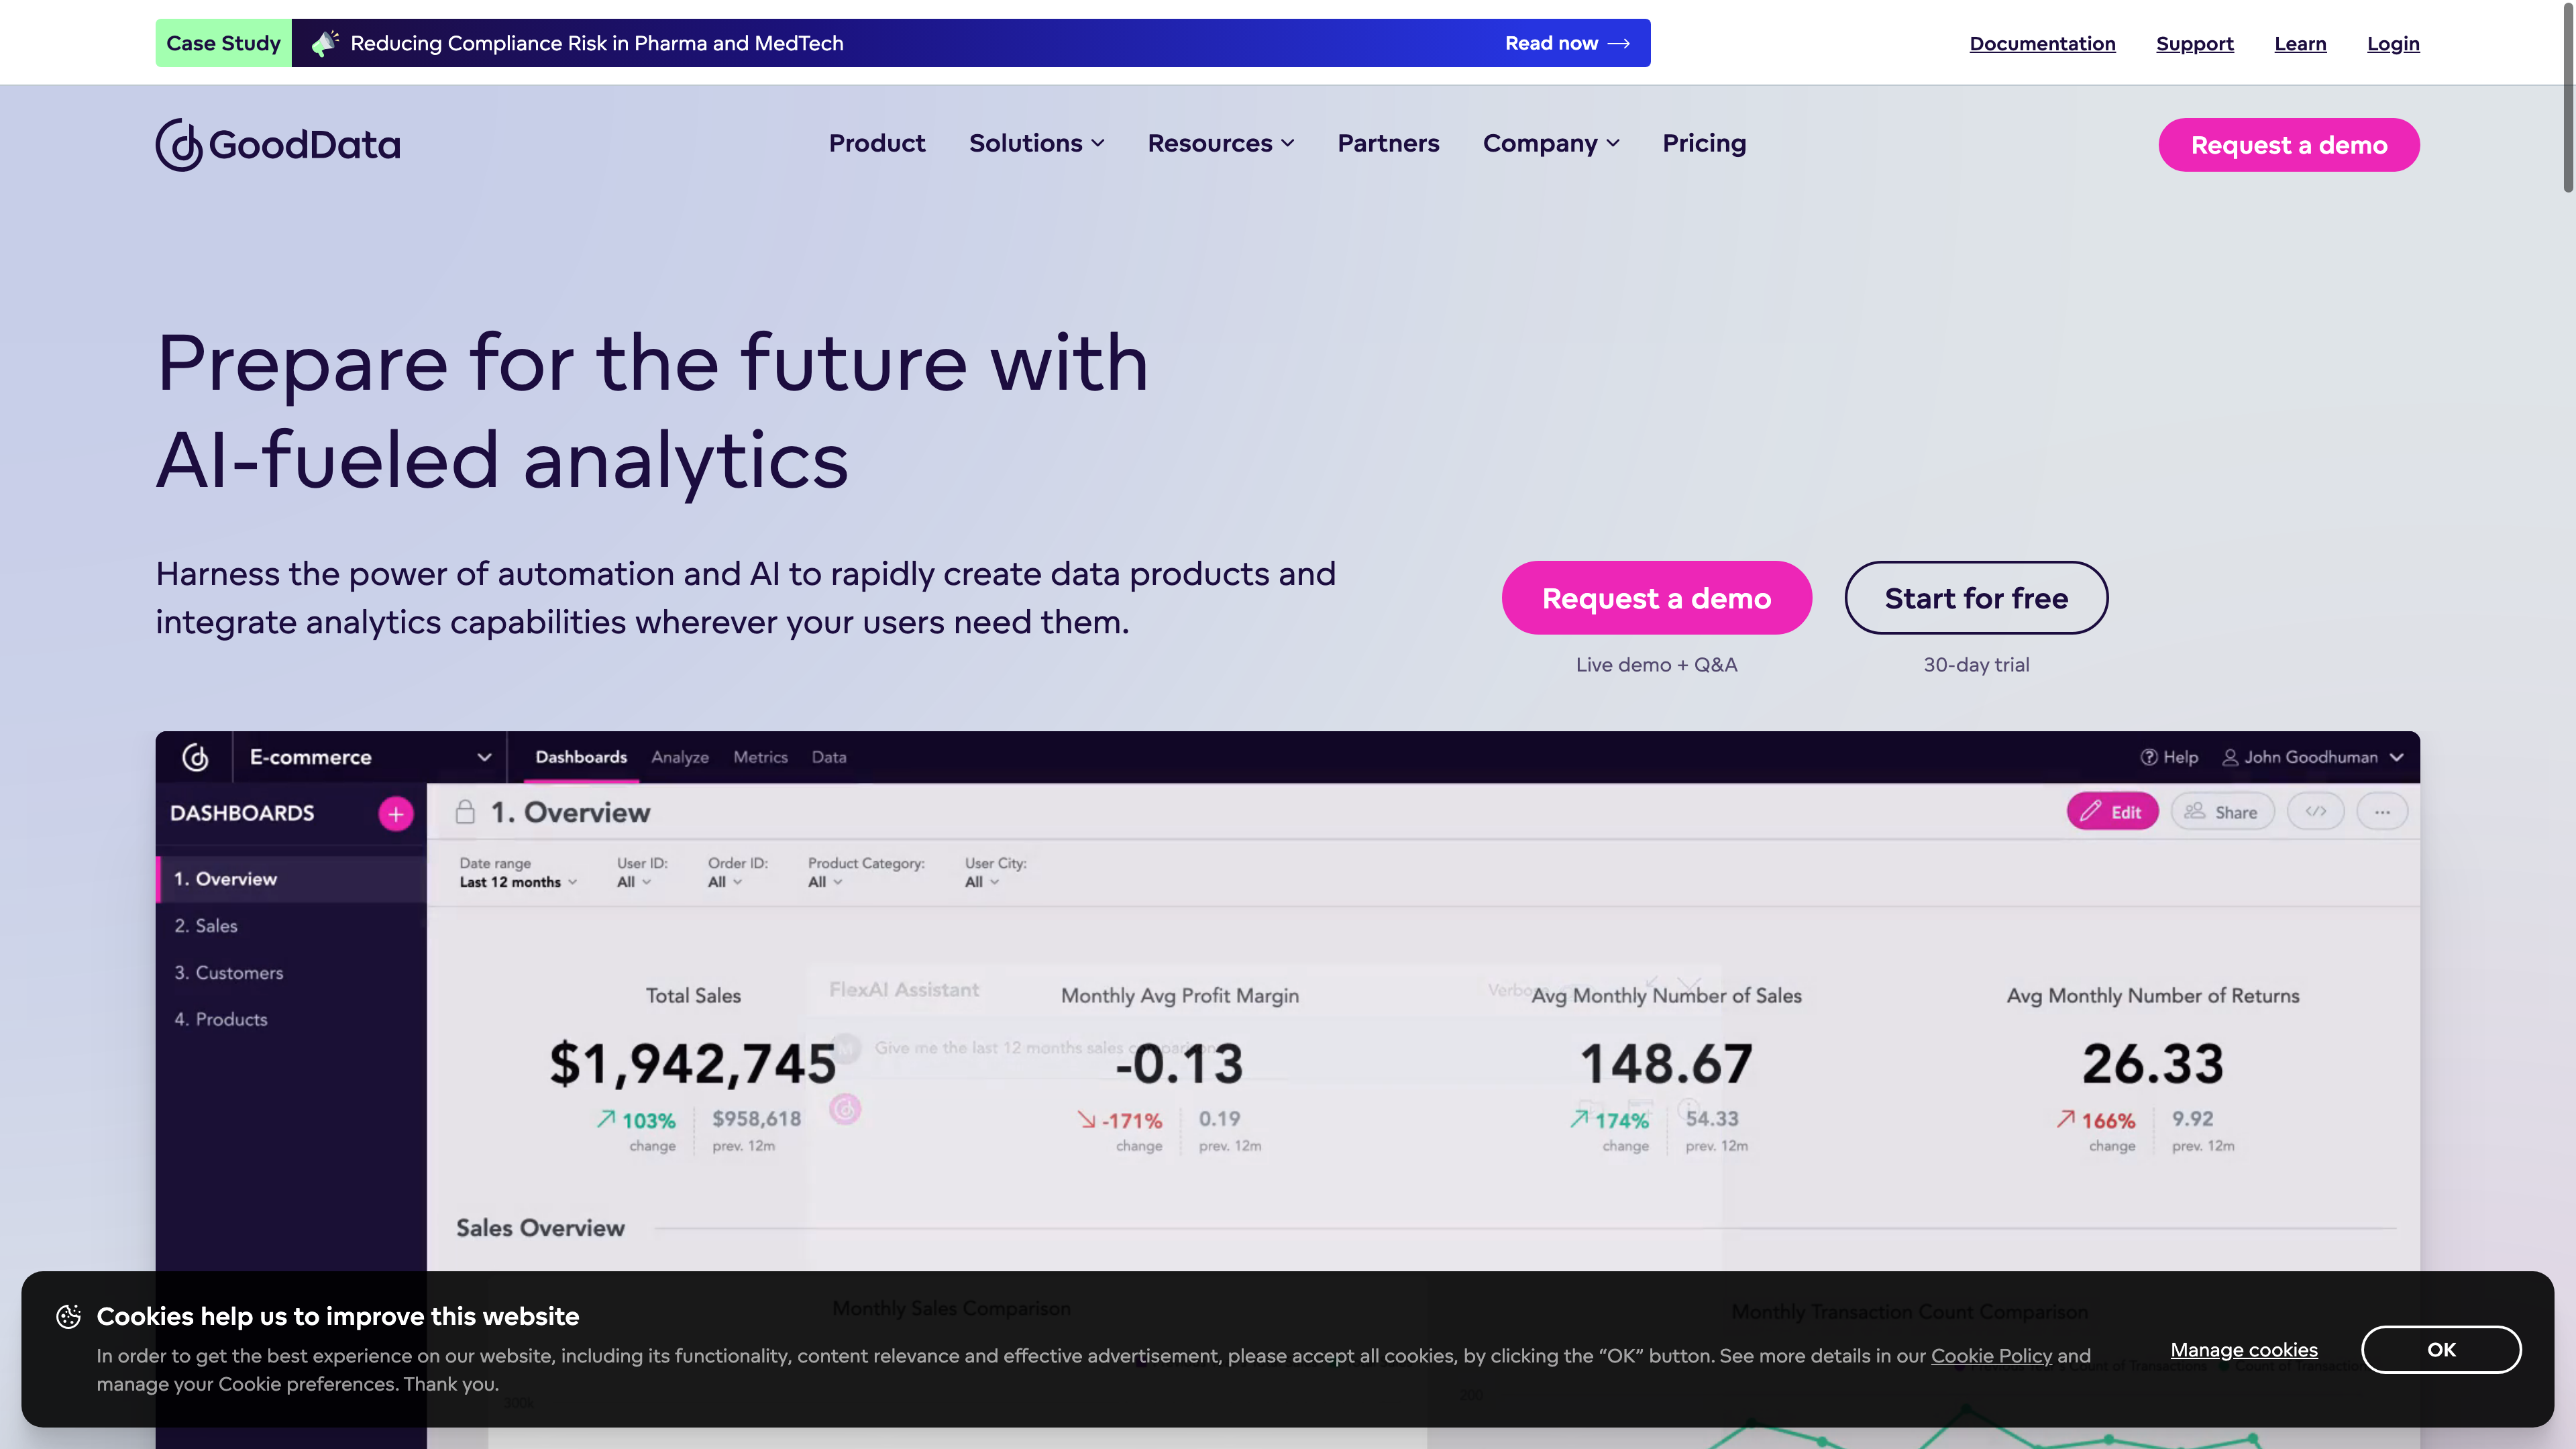 Case Study
Reducing Compliance Risk in Pharma and MedTech
Read now
Documentation
Support
Learn
Login
GoodData
Product
Solutions
Resources
Partners
Company
Pricing
Request a demo
Prepare for the future with
AI-fueled analytics
Harness the power of automation and AI to rapidly create data products and
integrate analytics capabilities wherever your users need them.
Request a demo
Live demo + Q&A
Start for free
30-day trial
E-commerce
Dashboards
Analyze
Metrics
Data
Help
John Goodhuman
DASHBOARDS
1. Overview
2. Sales
3. Customers
4. Products
1. Overview
Edit
Share
Date range
Last 12 months
User ID:
All
Order ID:
All
Product Category:
All
User City:
All
FlexAI Assistant
Give me the last 12 months sales comparison
Total Sales
$1,942,745
103%
change
$958,618
prev. 12m
Monthly Avg Profit Margin
-0.13
-171%
change
0.19
prev. 12m
Avg Monthly Number of Sales
148.67
174%
change
54.33
prev. 12m
Avg Monthly Number of Returns
26.33
166%
change
9.92
prev. 12m
Sales Overview
Monthly Sales Comparison
Monthly Transaction Count Comparison
300k
200
Cookies help us to improve this website
In order to get the best experience on our website, including its functionality, content relevance and effective advertisement, please accept all cookies, by clicking the “OK” button. See more details in our Cookie Policy and
manage your Cookie preferences. Thank you.
Manage cookies
OK